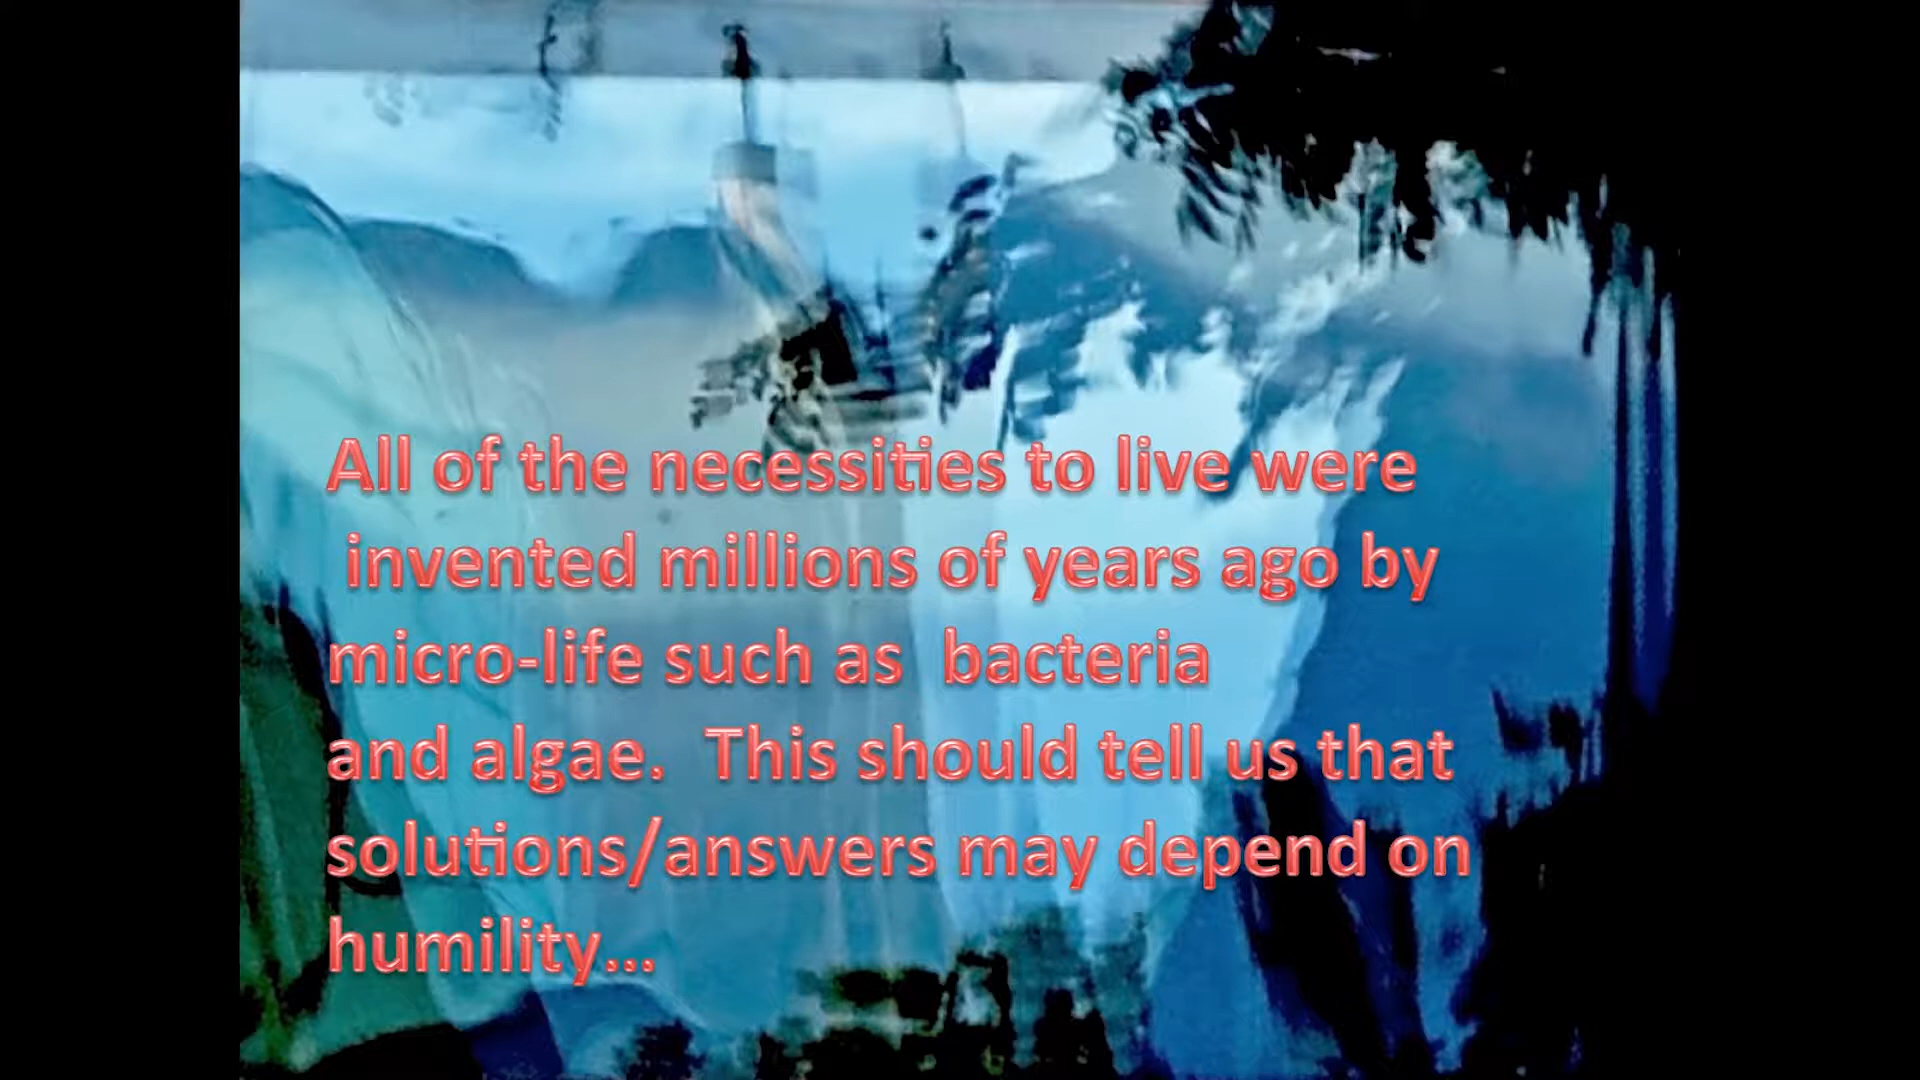 All of the necessities to live were
invented millions of years ago by
micro-life such as  bacteria
and algae.  This should tell us that
solutions/answers may depend on
humility...